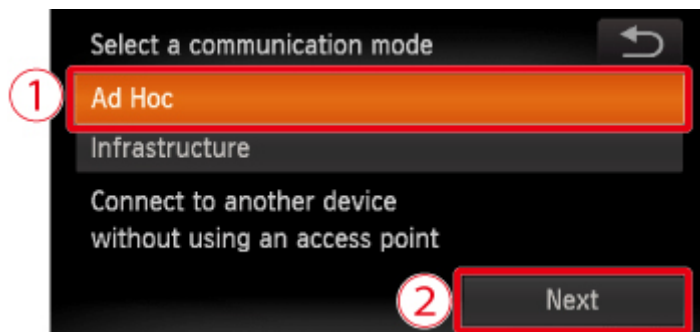 Select a communication mode
1
Ad Hoc
Infrastructure
Connect to another device
without using an access point
2
Next